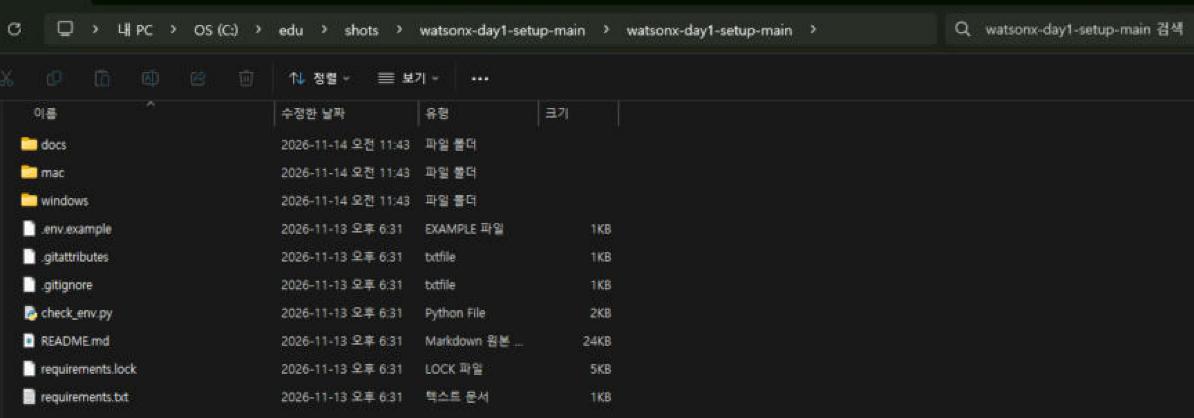 내 PC > OS (C:) > edu > shots > watsonx-day1-setup-main > watsonx-day1-setup-main > watsonx-day1-setup-main 검색
정렬 보기 ...
이름 수정한 날짜 유형 크기
docs 2026-11-14 오전 11:43 파일 폴더
mac 2026-11-14 오전 11:43 파일 폴더
windows 2026-11-14 오전 11:43 파일 폴더
.env.example 2026-11-13 오후 6:31 EXAMPLE 파일 1KB
.gitattributes 2026-11-13 오후 6:31 txtfile 1KB
.gitignore 2026-11-13 오후 6:31 txtfile 1KB
check_env.py 2026-11-13 오후 6:31 Python File 2KB
README.md 2026-11-13 오후 6:31 Markdown 원본 ... 24KB
requirements.lock 2026-11-13 오후 6:31 LOCK 파일 5KB
requirements.txt 2026-11-13 오후 6:31 텍스트 문서 1KB